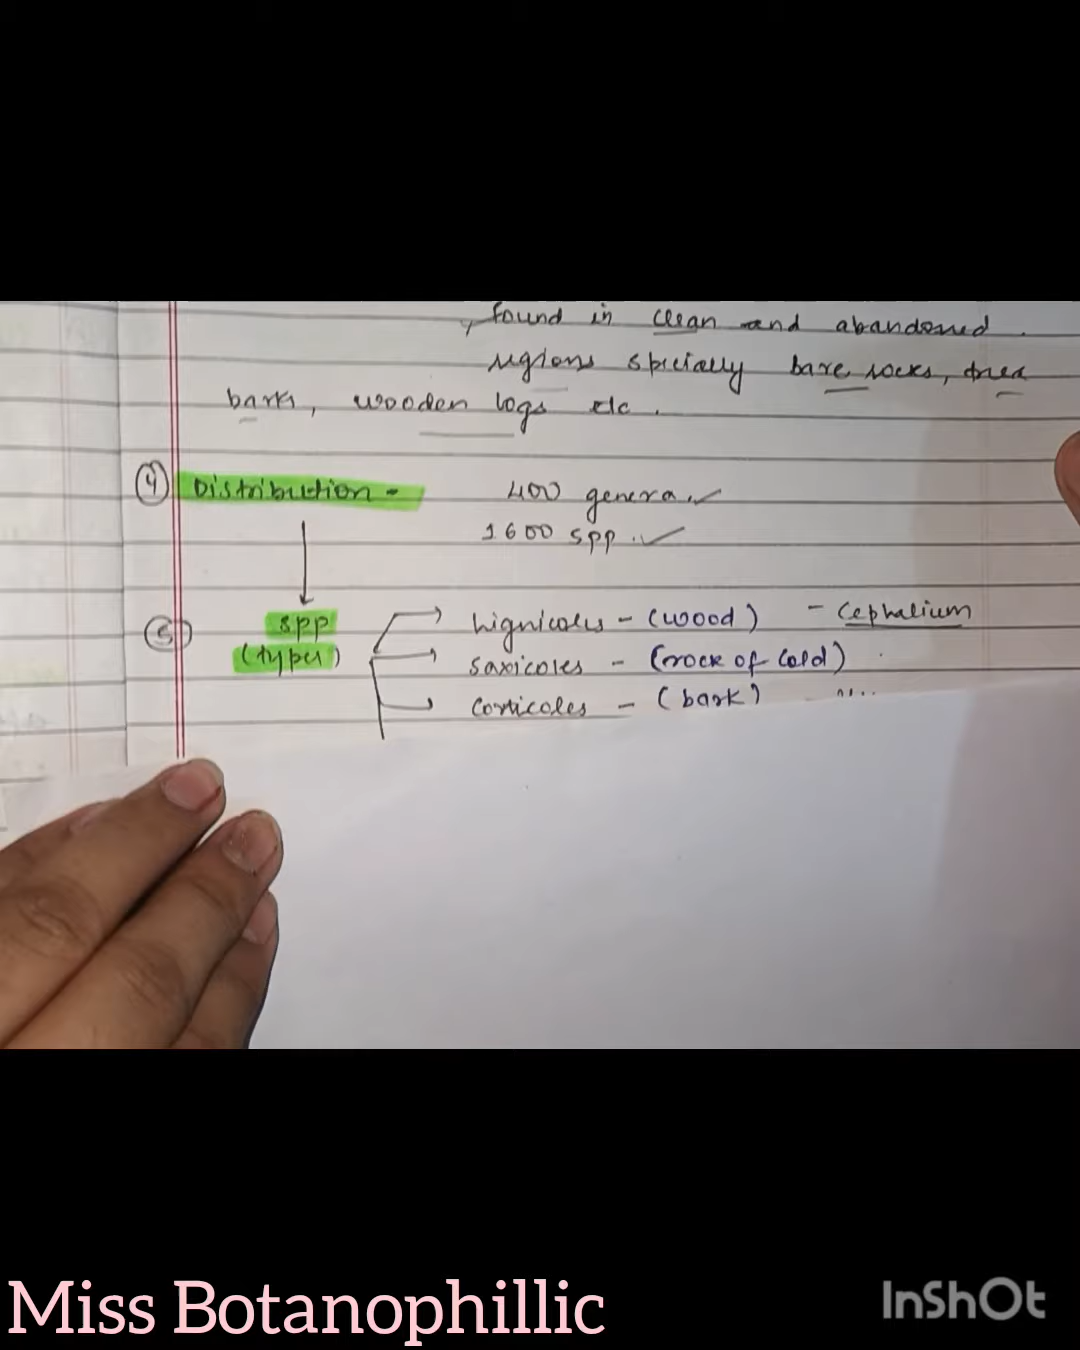 , found in clean and abandoned.
regions specially bare rocks, tree
barks, wooden logs etc.
④ Distribution - 400 genera.
1600 spp.
⑤ spp
(types)
Lignicoles - (wood) - Cephalium
saxicoles - (rock of cold)
corticoles - (bark)
Miss Botanophillic
InShOt